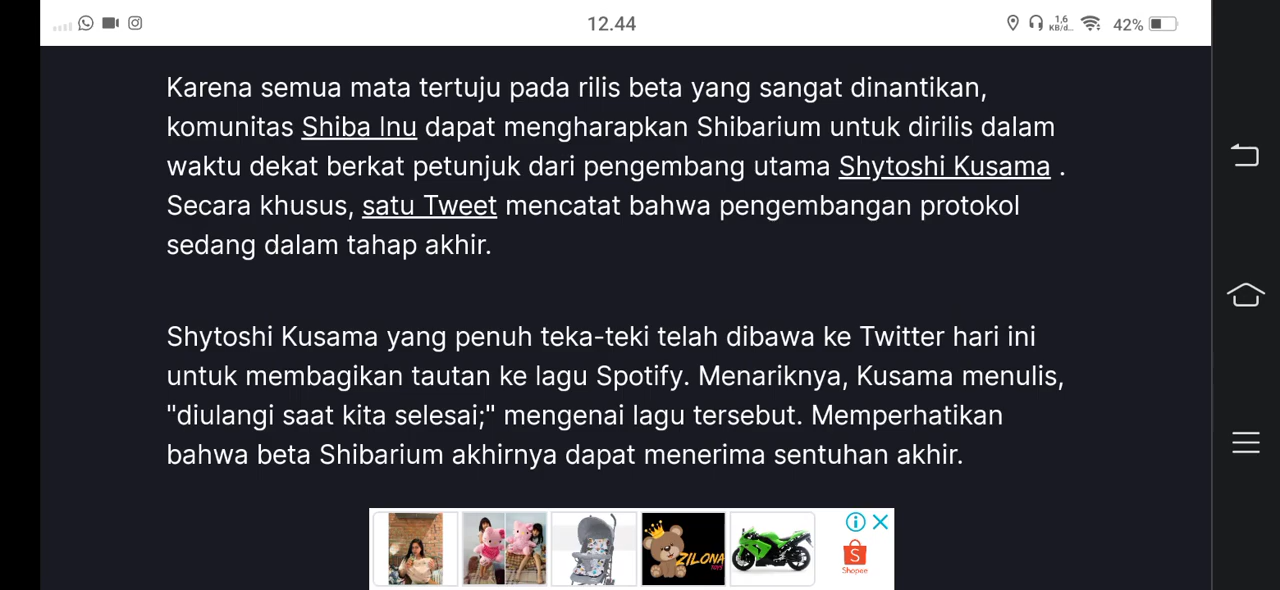 12.44
1,6
KB/d...
42%
Karena semua mata tertuju pada rilis beta yang sangat dinantikan,
komunitas Shiba Inu dapat mengharapkan Shibarium untuk dirilis dalam
waktu dekat berkat petunjuk dari pengembang utama Shytoshi Kusama .
Secara khusus, satu Tweet mencatat bahwa pengembangan protokol
sedang dalam tahap akhir.
Shytoshi Kusama yang penuh teka-teki telah dibawa ke Twitter hari ini
untuk membagikan tautan ke lagu Spotify. Menariknya, Kusama menulis,
"diulangi saat kita selesai;" mengenai lagu tersebut. Memperhatikan
bahwa beta Shibarium akhirnya dapat menerima sentuhan akhir.
ZILONA
Shopee